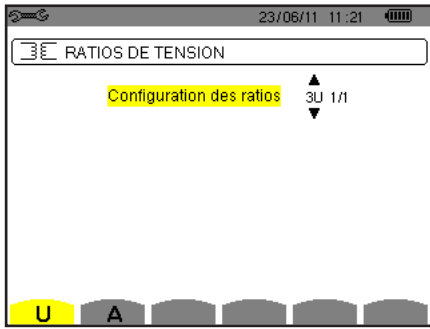 23/06/11 11:21
RATIOS DE TENSION
Configuration des ratios 3U 1/1
U A